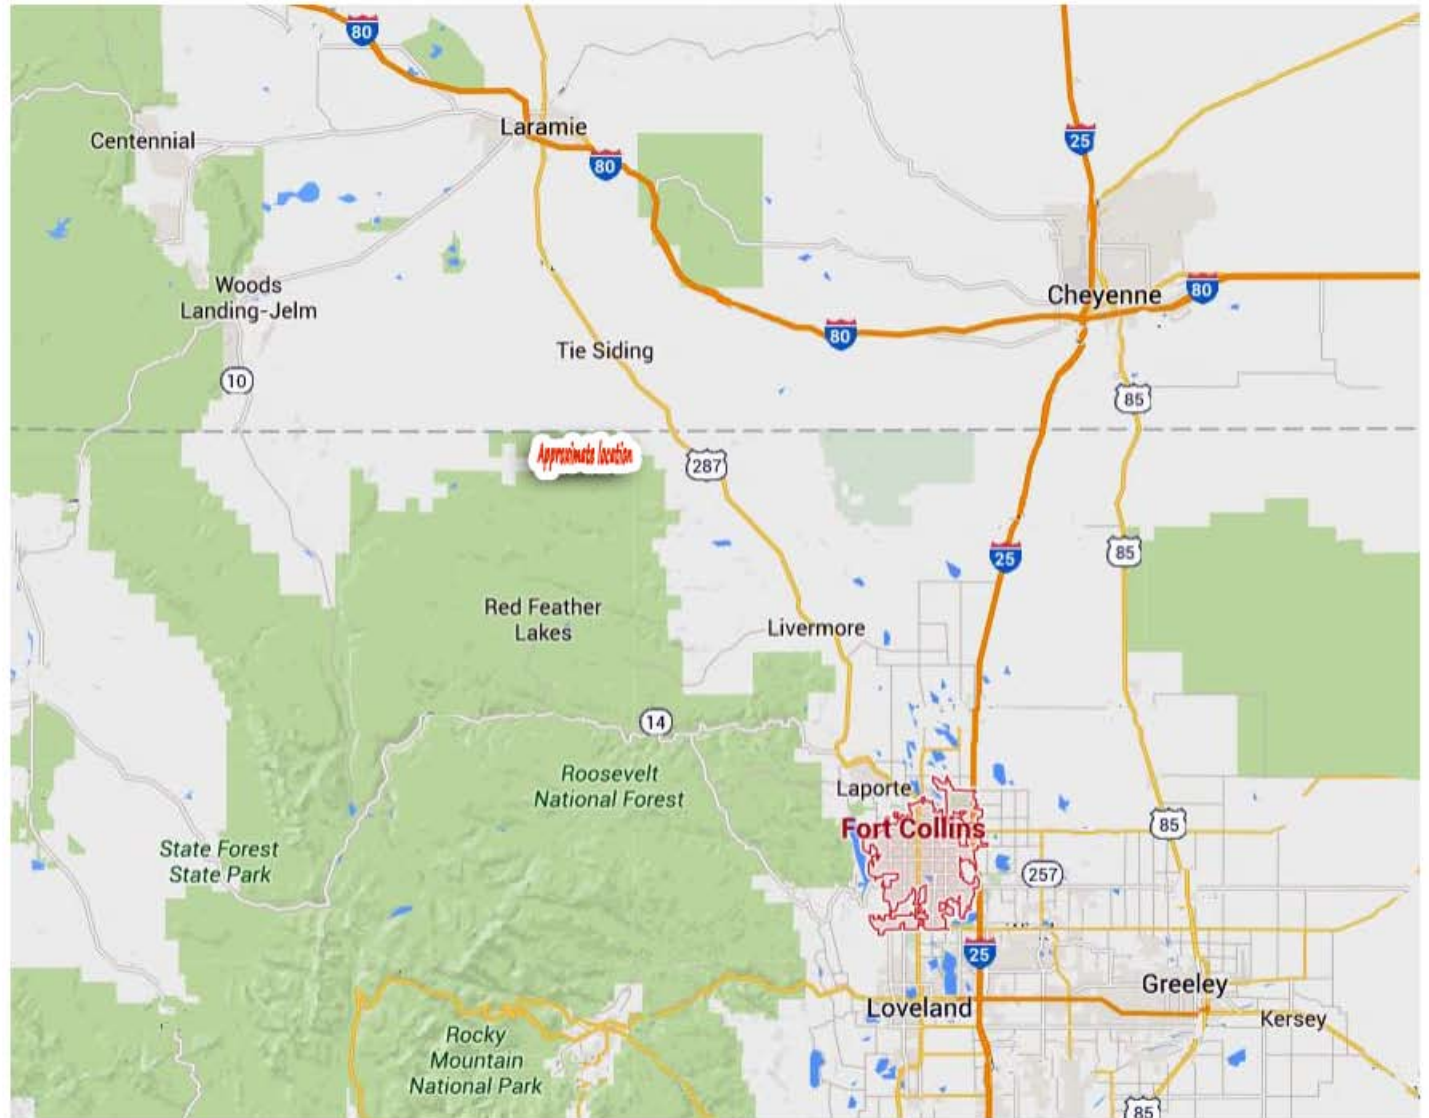 80
Laramie
Centennial
80
25
Woods
Landing-Jelm
Cheyenne
80
80
Tie Siding
10
85
Approximate location
287
25
85
Red Feather
Lakes
Livermore
14
Roosevelt
National Forest
Laporte
Fort Collins
85
State Forest
State Park
257
25
Greeley
Loveland
Kersey
Rocky
Mountain
National Park
85